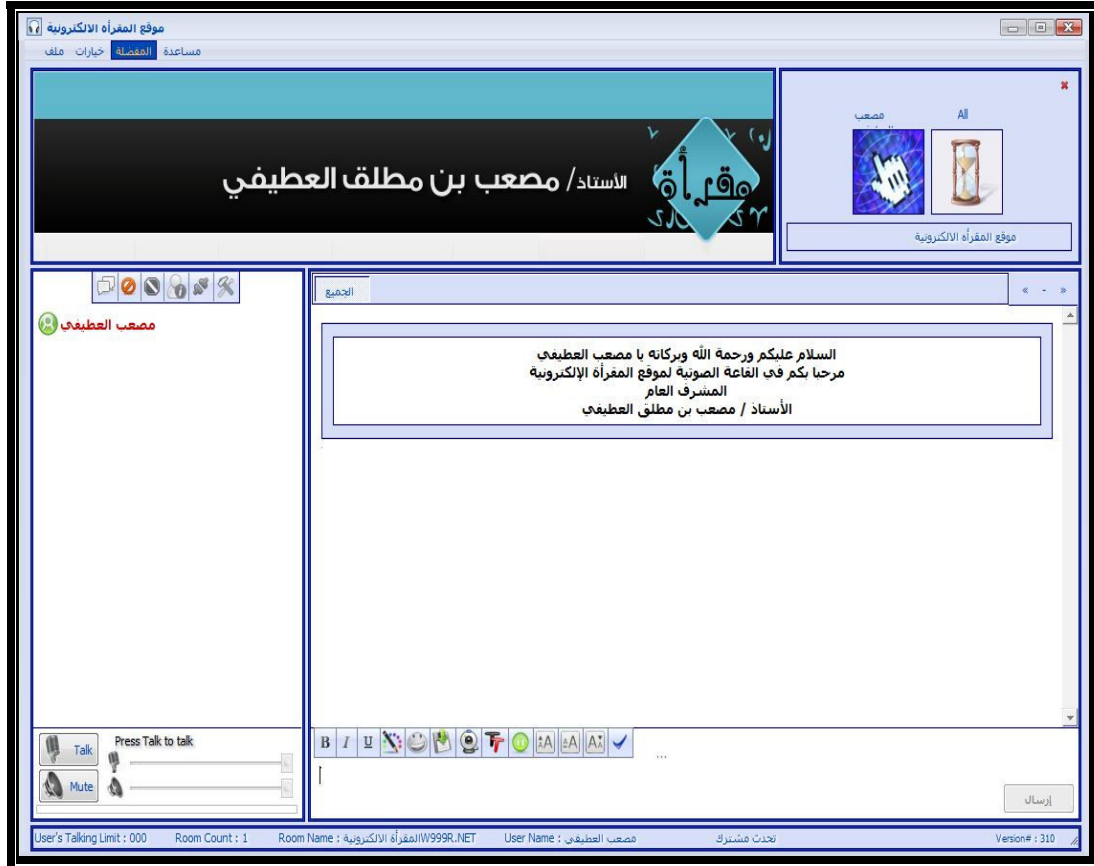 موقع المقرأه الالكترونية
ملف خيارات المفضلة مساعدة
الأستاذ/ مصعب بن مطلق العطيفي
مقرأة
مصعب
All
موقع المقرأه الالكترونية
مصعب العطيفي
الجميع
« - »
السلام عليكم ورحمة الله وبركاته يا مصعب العطيفي
مرحبا بكم في القاعة الصوتية لموقع المقرأة الإلكترونية
المشرف العام
الأستاذ / مصعب بن مطلق العطيفي
Talk
Press Talk to talk
Mute
B I U
...
إرسال
User's Talking Limit : 000
Room Count : 1
Room Name : المقرأة الالكترونيةW999R.NET
User Name : مصعب العطيفي
تحدث مشترك
Version# : 310